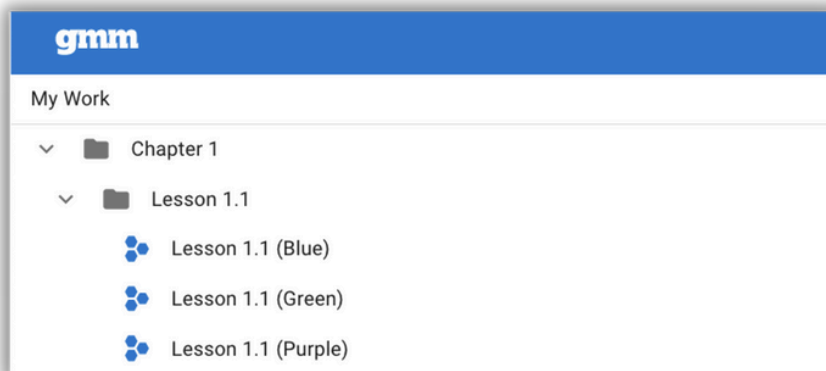 gmm
My Work
Chapter 1
Lesson 1.1
Lesson 1.1 (Blue)
Lesson 1.1 (Green)
Lesson 1.1 (Purple)